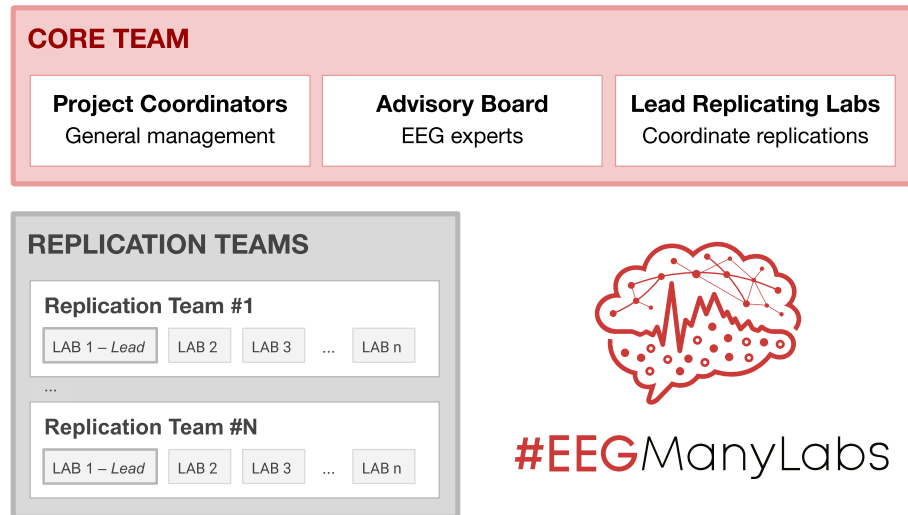 CORE TEAM
Project Coordinators
General management
Advisory Board
EEG experts
Lead Replicating Labs
Coordinate replications
REPLICATION TEAMS
Replication Team #1
LAB 1 – Lead LAB 2 LAB 3 ... LAB n
...
Replication Team #N
LAB 1 – Lead LAB 2 LAB 3 ... LAB n
#EEGManyLabs